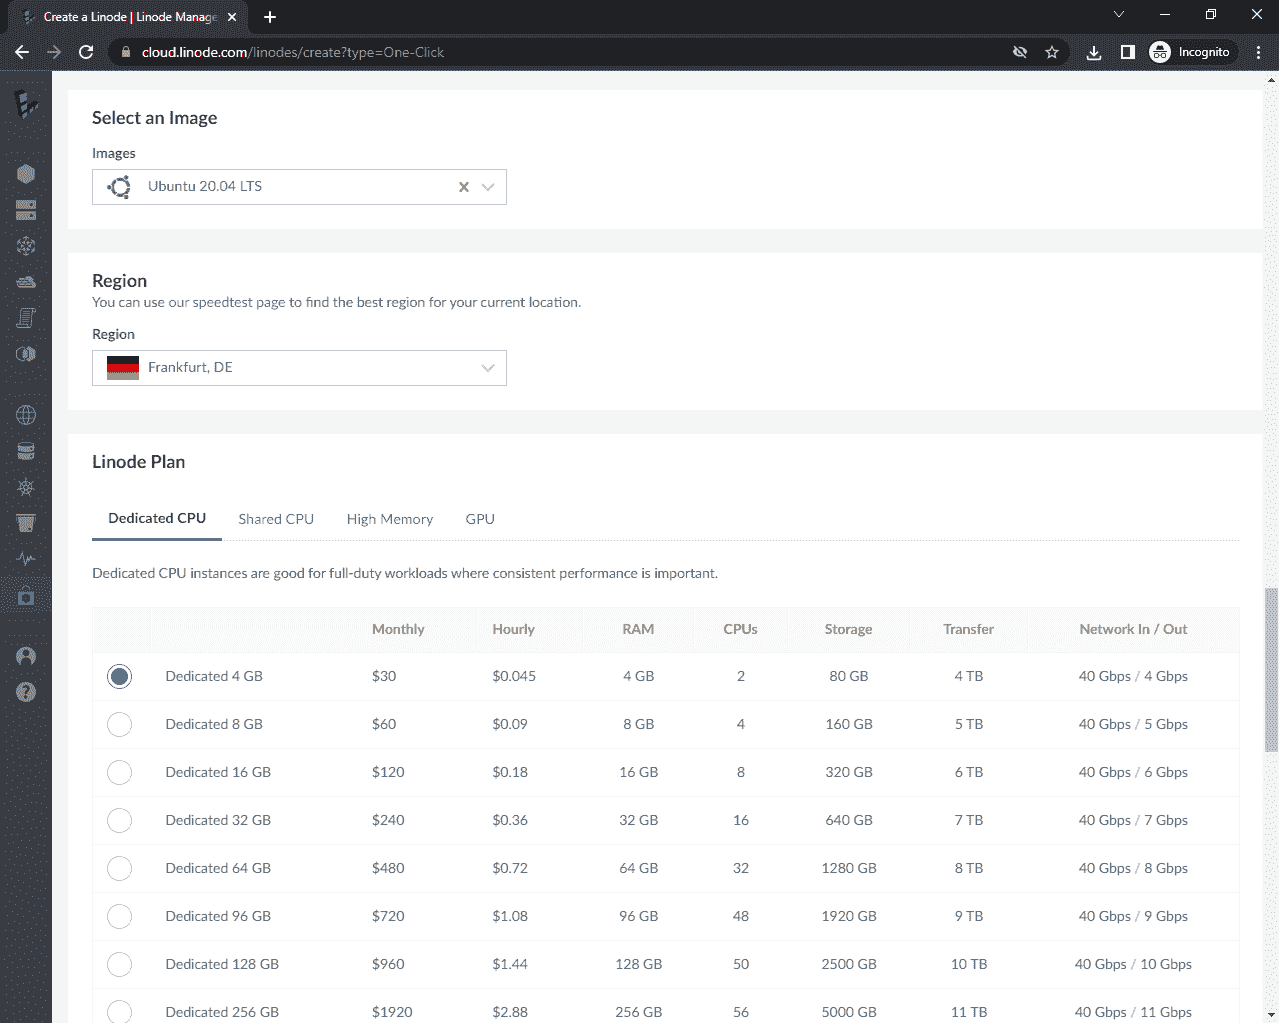 Create a Linode | Linode Manage
cloud.linode.com/linodes/create?type=One-Click
Incognito
Select an Image
Images
Ubuntu 20.04 LTS
Region
You can use our speedtest page to find the best region for your current location.
Region
Frankfurt, DE
Linode Plan
Dedicated CPU Shared CPU High Memory GPU
Dedicated CPU instances are good for full-duty workloads where consistent performance is important.
Monthly Hourly RAM CPUs Storage Transfer Network In / Out
Dedicated 4 GB $30 $0.045 4 GB 2 80 GB 4 TB 40 Gbps / 4 Gbps
Dedicated 8 GB $60 $0.09 8 GB 4 160 GB 5 TB 40 Gbps / 5 Gbps
Dedicated 16 GB $120 $0.18 16 GB 8 320 GB 6 TB 40 Gbps / 6 Gbps
Dedicated 32 GB $240 $0.36 32 GB 16 640 GB 7 TB 40 Gbps / 7 Gbps
Dedicated 64 GB $480 $0.72 64 GB 32 1280 GB 8 TB 40 Gbps / 8 Gbps
Dedicated 96 GB $720 $1.08 96 GB 48 1920 GB 9 TB 40 Gbps / 9 Gbps
Dedicated 128 GB $960 $1.44 128 GB 50 2500 GB 10 TB 40 Gbps / 10 Gbps
Dedicated 256 GB $1920 $2.88 256 GB 56 5000 GB 11 TB 40 Gbps / 11 Gbps